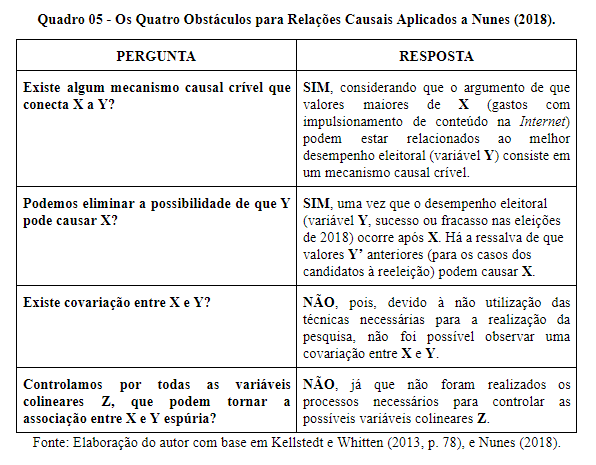 Quadro 05 - Os Quatro Obstáculos para Relações Causais Aplicados a Nunes (2018).
PERGUNTA
RESPOSTA
Existe algum mecanismo causal crível que
conecta X a Y?
SIM, considerando que o argumento de que
valores maiores de X (gastos com
impulsionamento de conteúdo na Internet)
podem estar relacionados ao melhor
desempenho eleitoral (variável Y) consiste em
um mecanismo causal crível.
Podemos eliminar a possibilidade de que Y
pode causar X?
SIM, uma vez que o desempenho eleitoral
(variável Y, sucesso ou fracasso nas eleições
de 2018) ocorre após X. Há a ressalva de que
valores Y’ anteriores (para os casos dos
candidatos à reeleição) podem causar X.
Existe covariação entre X e Y?
NÃO, pois, devido à não utilização das
técnicas necessárias para a realização da
pesquisa, não foi possível observar uma
covariação entre X e Y.
Controlamos por todas as variáveis
colineares Z, que podem tornar a
associação entre X e Y espúria?
NÃO, já que não foram realizados os
processos necessários para controlar as
possíveis variáveis colineares Z.
Fonte: Elaboração do autor com base em Kellstedt e Whitten (2013, p. 78), e Nunes (2018).